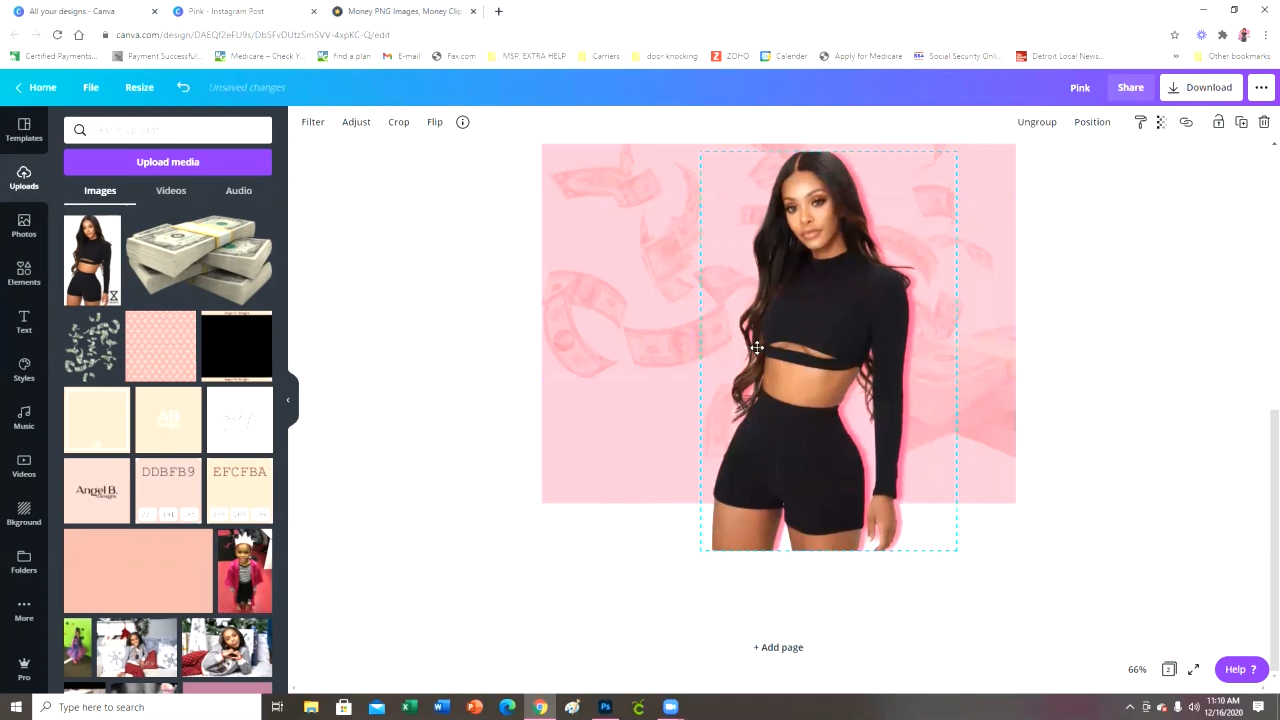 All your designs - Canva
Pink - Instagram Post
Money PNG Images, Money Clip
canva.com/design/DAEQf2eFU9s/DbSFvDUtzSmSVV-4xpKC-Q/edit
Certified Payments...
Payment Successful...
Medicare – Check Y...
find a plan
E-mail
Fax.com
MSP EXTRA HELP
Carriers
door knocking
ZOHO
Calender
Apply for Medicare
Social Security Onli...
Detroit Local News...
Other bookmarks
Home
File
Resize
Unsaved changes
Pink
Share
Download
Filter
Adjust
Crop
Flip
Ungroup
Position
Templates
Uploads
Photos
Elements
Text
Styles
Music
Videos
Bkground
Folders
More
Pro
Upload media
Images
Videos
Audio
AB
Angel B.
DDBFB9
EFCFBA
+ Add page
66%
2
Help ?
Type here to search
11:10 AM
12/16/2020